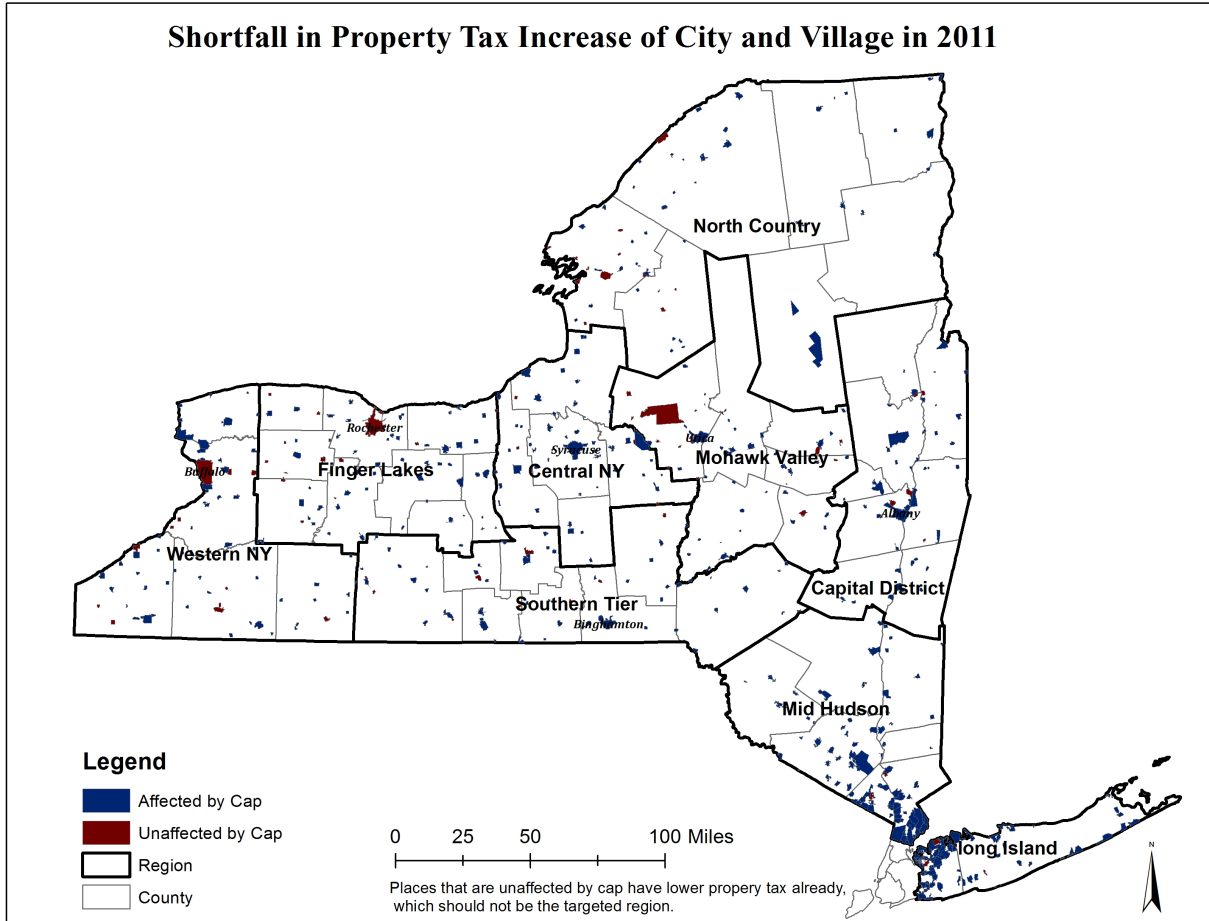 Shortfall in Property Tax Increase of City and Village in 2011
North Country
Rochester
Utica
Syracuse
Mohawk Valley
Buffalo
Finger Lakes
Central NY
Albany
Western NY
Capital District
Southern Tier
Binghamton
Mid Hudson
long Island
Legend
Affected by Cap
Unaffected by Cap
Region
County
0 25 50 100 Miles
Places that are unaffected by cap have lower propery tax already,
which should not be the targeted region.
N